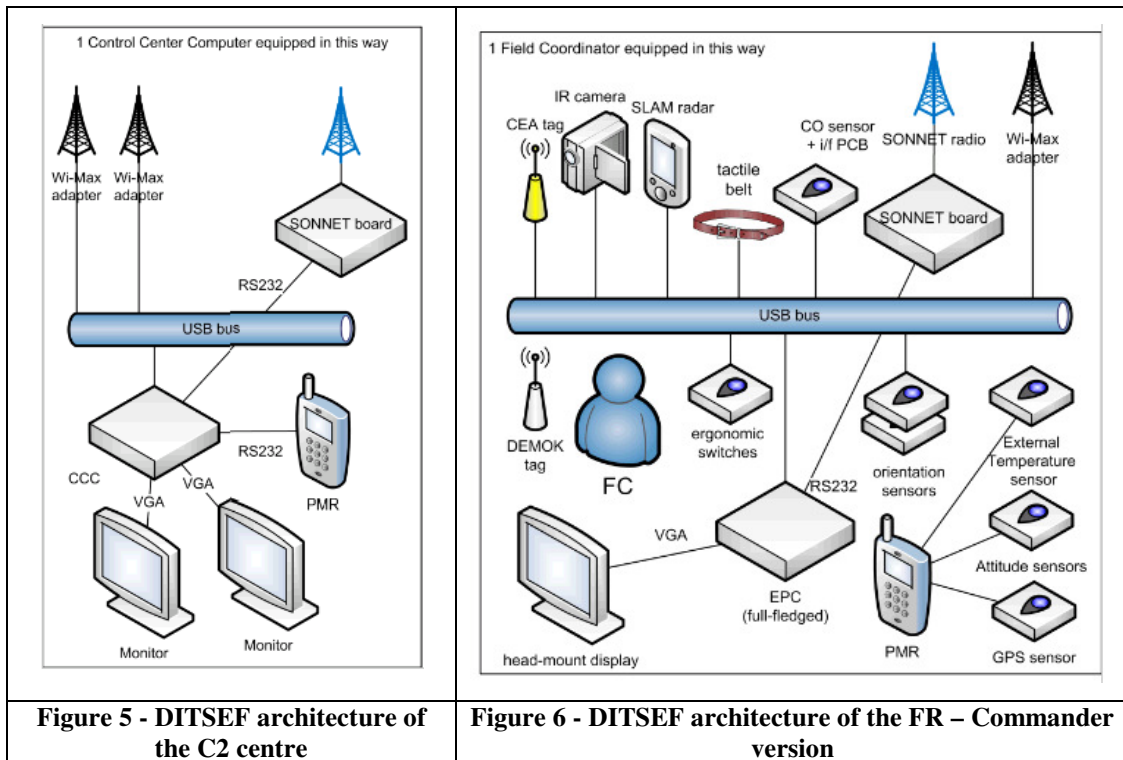 1 Control Center Computer equipped in this way
Wi-Max
adapter
Wi-Max
adapter
SONNET board
RS232
USB bus
CCC
RS232
PMR
VGA
VGA
Monitor
Monitor
Figure 5 - DITSEF architecture of
the C2 centre
1 Field Coordinator equipped in this way
CEA tag
IR camera
SLAM radar
tactile
belt
CO sensor
+ i/f PCB
SONNET radio
Wi-Max
adapter
SONNET board
USB bus
DEMOK
tag
FC
ergonomic
switches
RS232
orientation
sensors
External
Temperature
sensor
VGA
head-mount display
EPC
(full-fledged)
PMR
Attitude sensors
GPS sensor
Figure 6 - DITSEF architecture of the FR – Commander
version